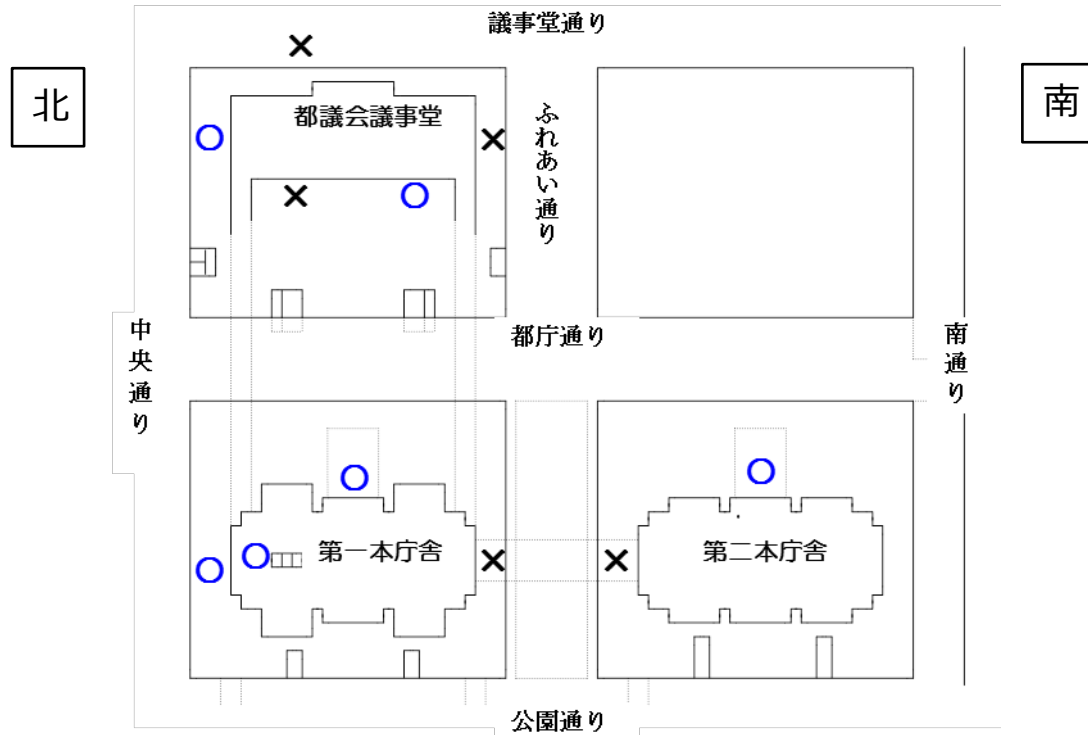 議事堂通り
北
南
都議会議事堂
ふれあい通り
都庁通り
中央通り
南通り
第一本庁舎
第二本庁舎
公園通り